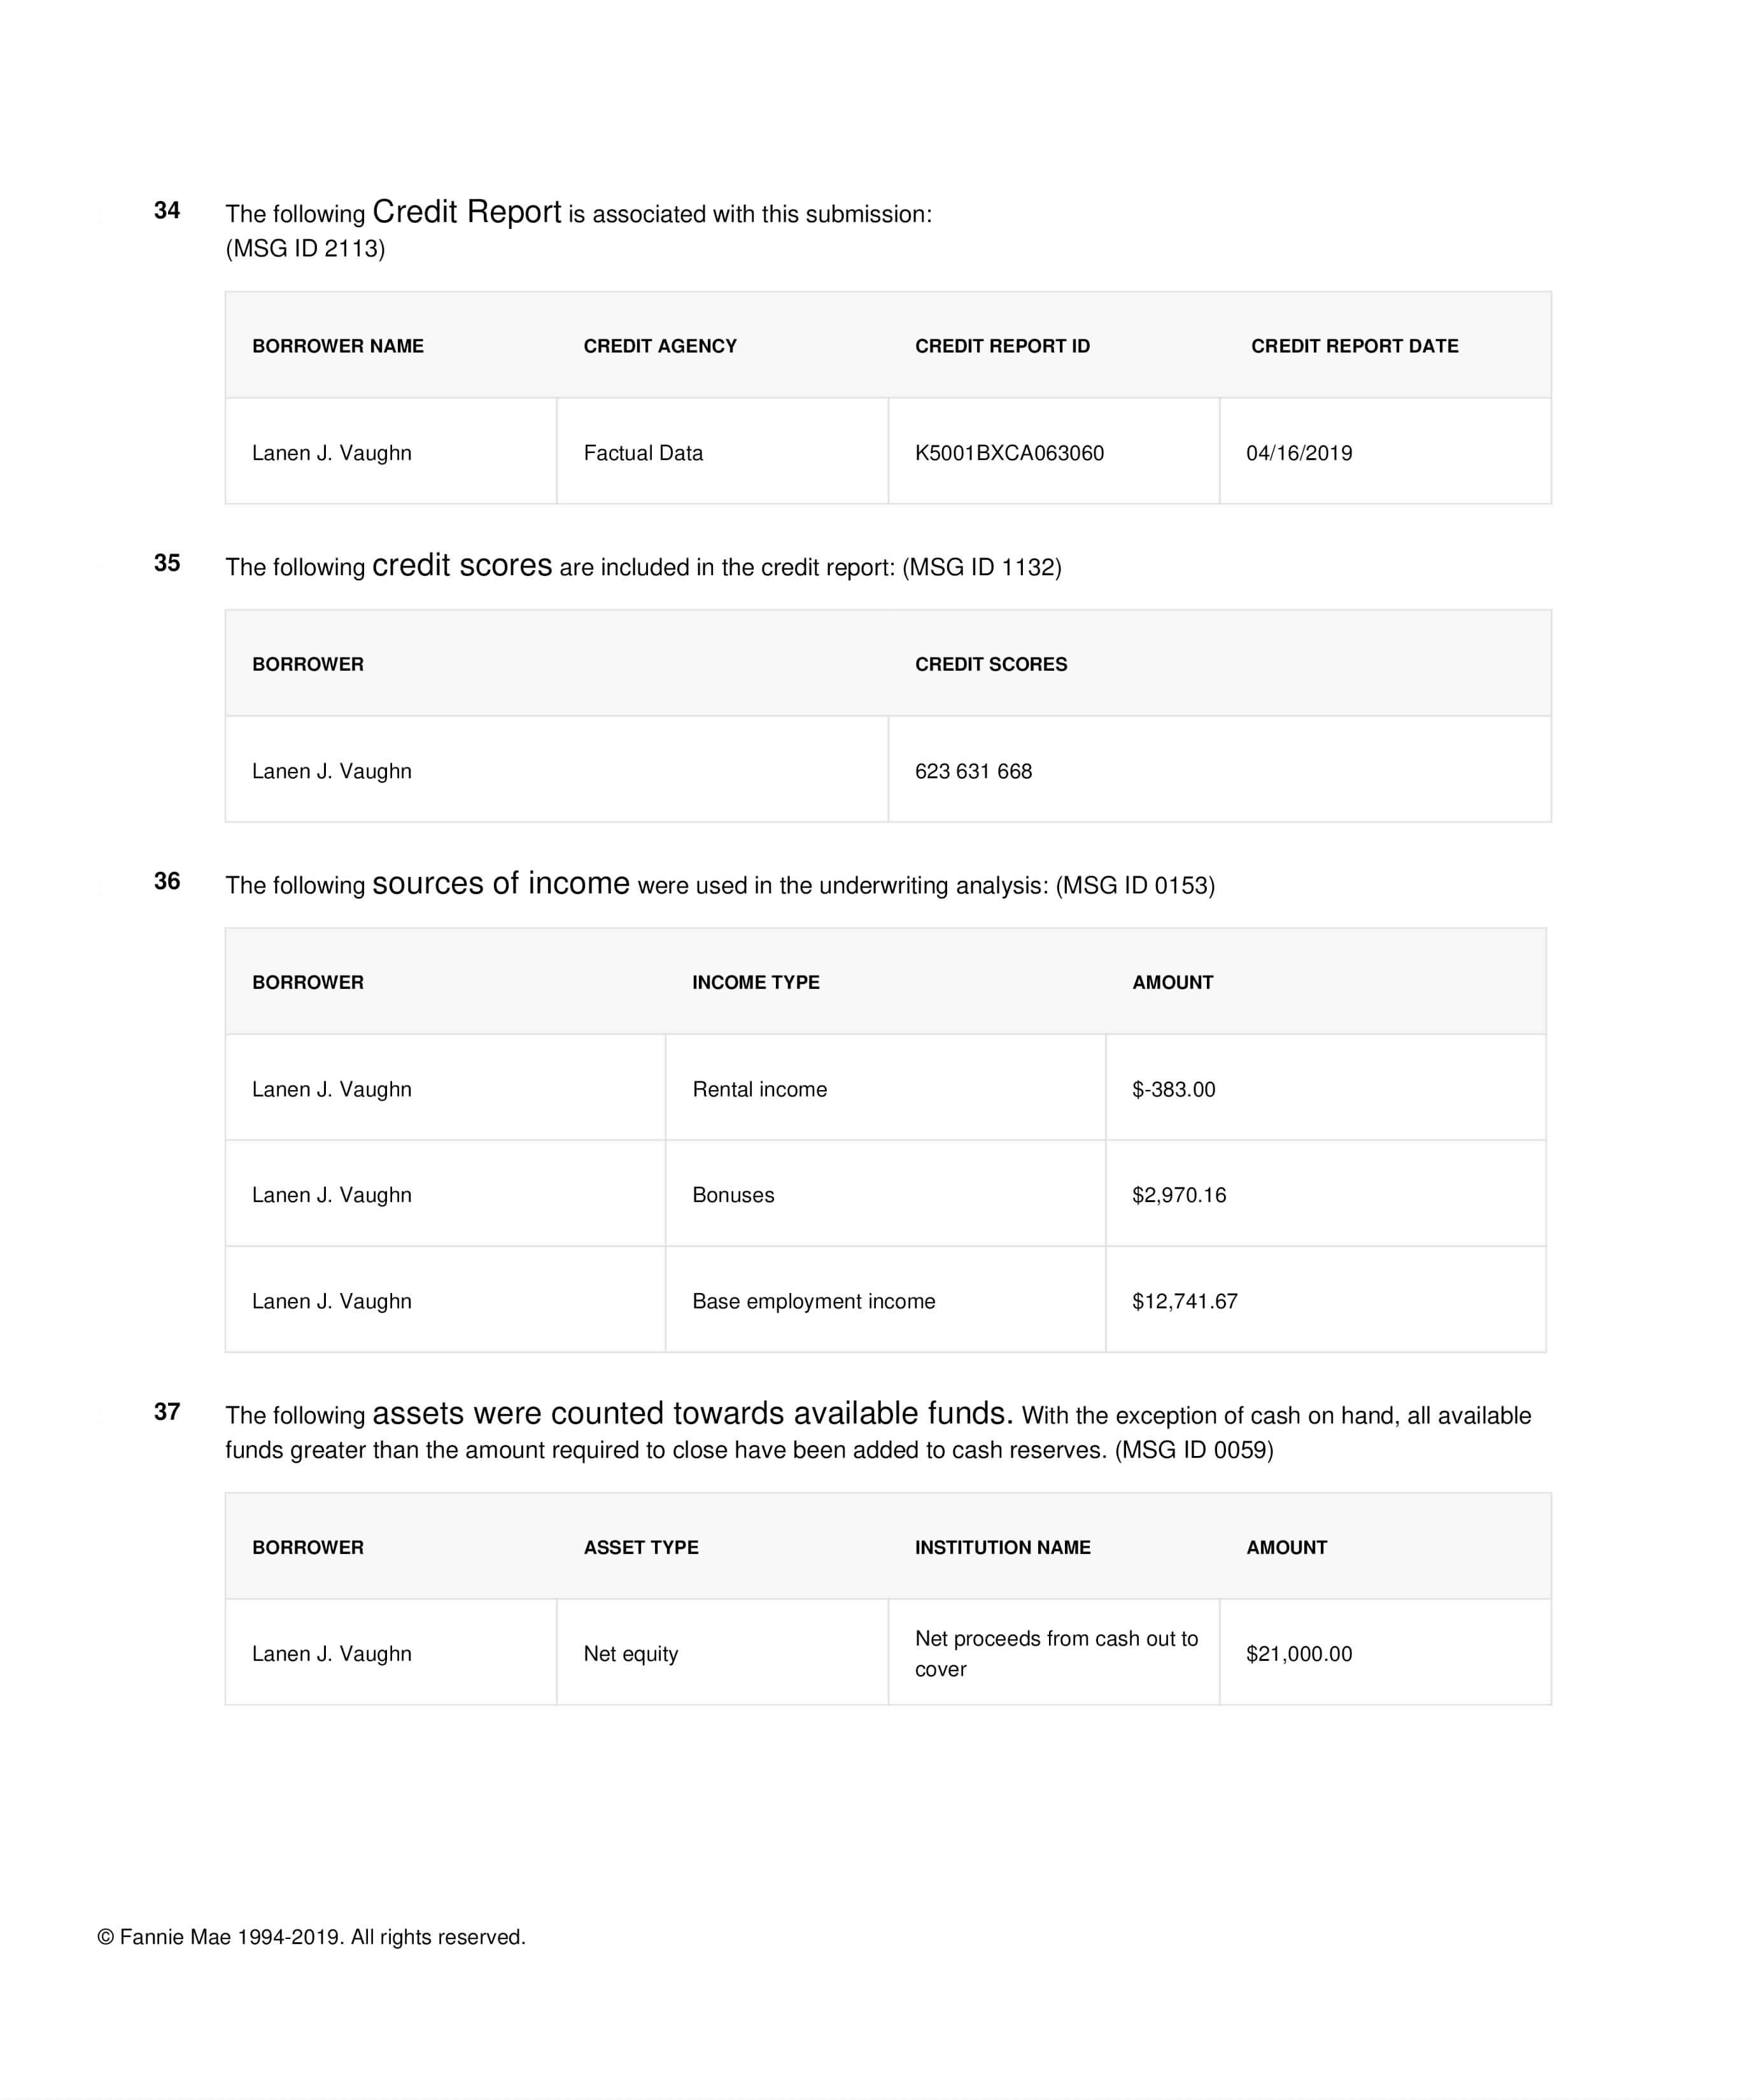 34 The following Credit Report is associated with this submission:
(MSG ID 2113)
BORROWER NAME CREDIT AGENCY CREDIT REPORT ID CREDIT REPORT DATE
Lanen J. Vaughn Factual Data K5001BXCA063060 04/16/2019
35 The following credit scores are included in the credit report: (MSG ID 1132)
BORROWER CREDIT SCORES
Lanen J. Vaughn 623 631 668
36 The following sources of income were used in the underwriting analysis: (MSG ID 0153)
BORROWER INCOME TYPE AMOUNT
Lanen J. Vaughn Rental income $-383.00
Lanen J. Vaughn Bonuses $2,970.16
Lanen J. Vaughn Base employment income $12,741.67
37 The following assets were counted towards available funds. With the exception of cash on hand, all available
funds greater than the amount required to close have been added to cash reserves. (MSG ID 0059)
BORROWER ASSET TYPE INSTITUTION NAME AMOUNT
Lanen J. Vaughn Net equity Net proceeds from cash out to
cover $21,000.00
© Fannie Mae 1994-2019. All rights reserved.